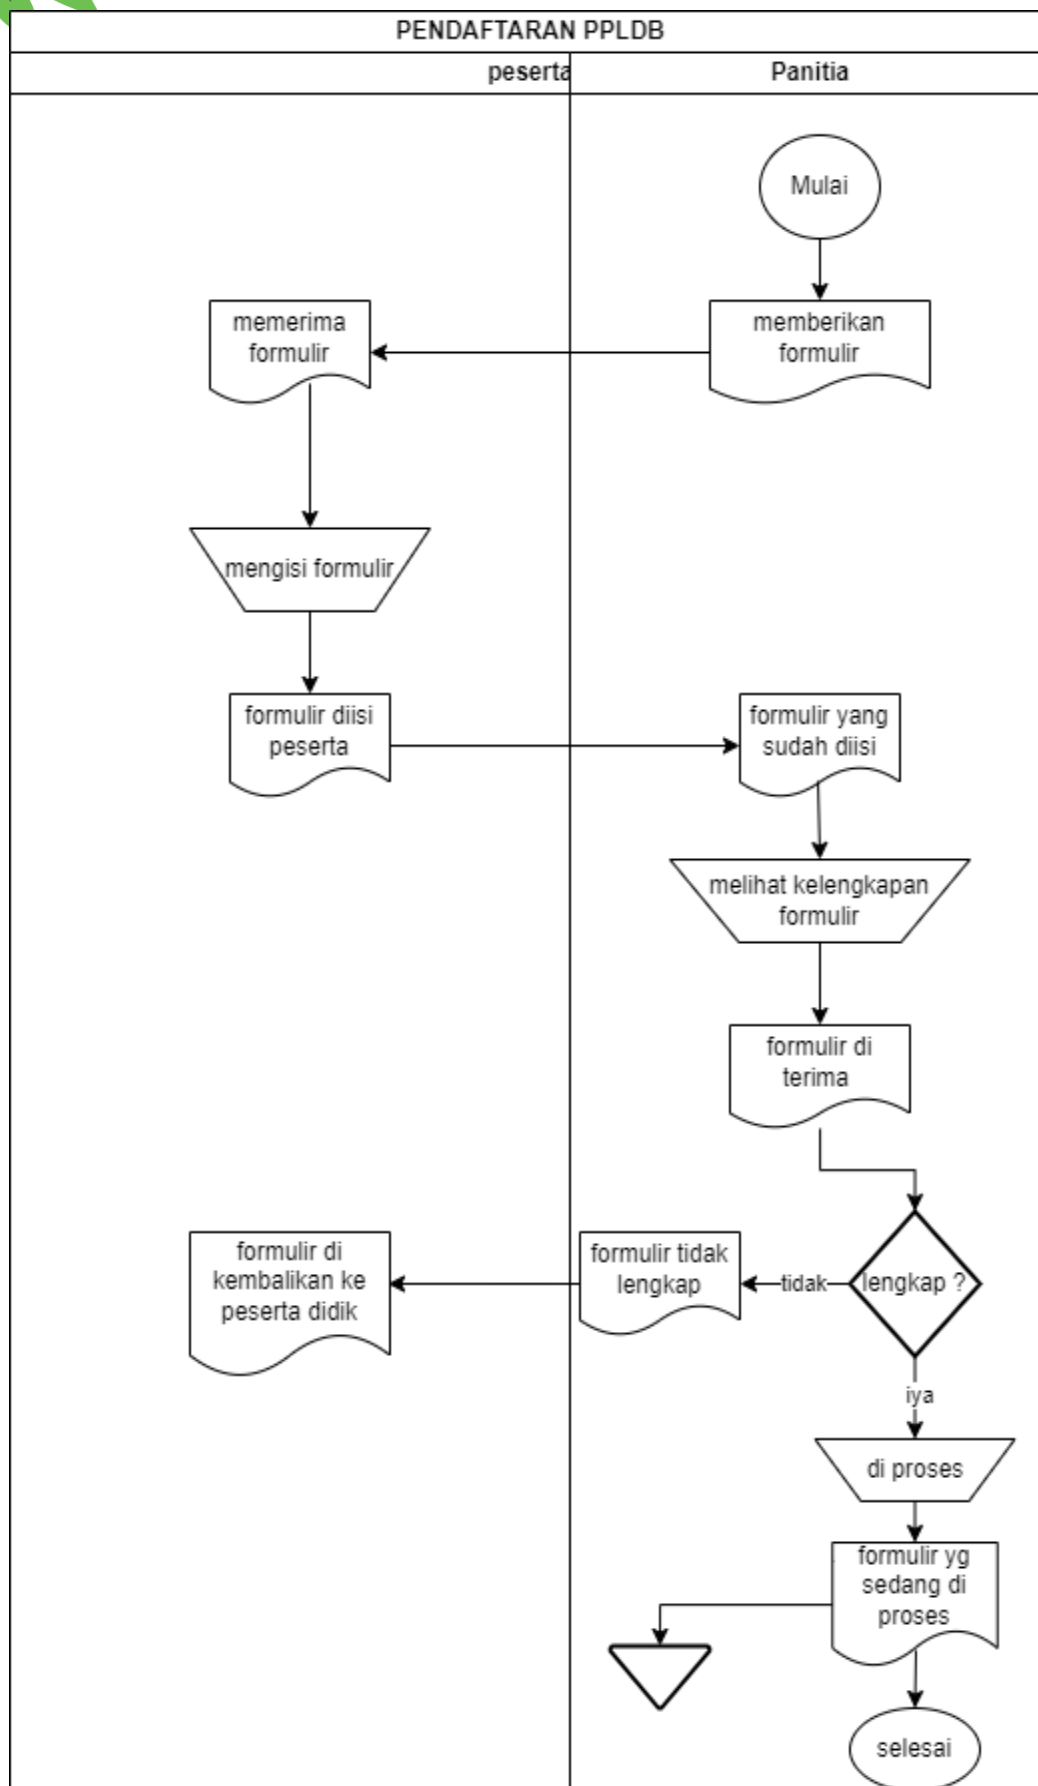 PENDAFTARAN PPLDB
peserta
Panitia
Mulai
memerima
formulir
memberikan
formulir
mengisi formulir
formulir diisi
peserta
formulir yang
sudah diisi
melihat kelengkapan
formulir
formulir di
terima
formulir di
kembalikan ke
peserta didik
formulir tidak
lengkap
tidak
lengkap ?
iya
di proses
formulir yg
sedang di
proses
selesai